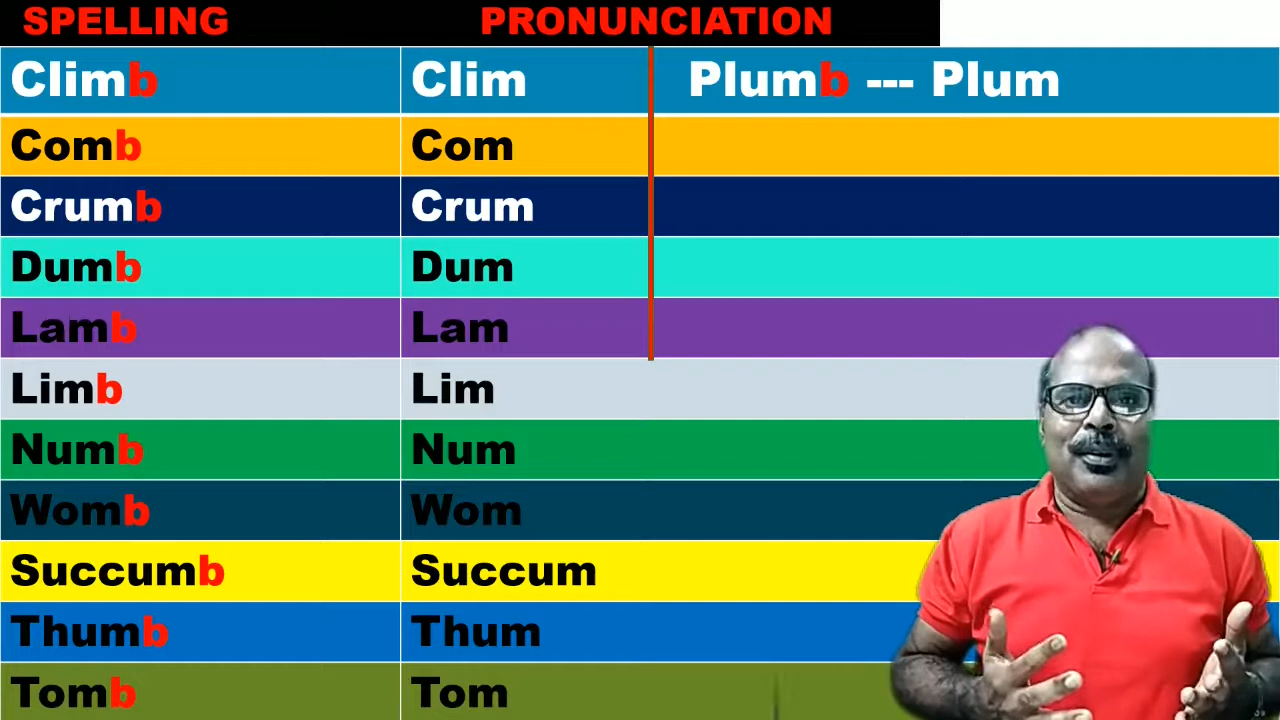 SPELLING PRONUNCIATION
Climb Clim Plumb --- Plum
Comb Com
Crumb Crum
Dumb Dum
Lamb Lam
Limb Lim
Numb Num
Womb Wom
Succumb Succum
Thumb Thum
Tomb Tom